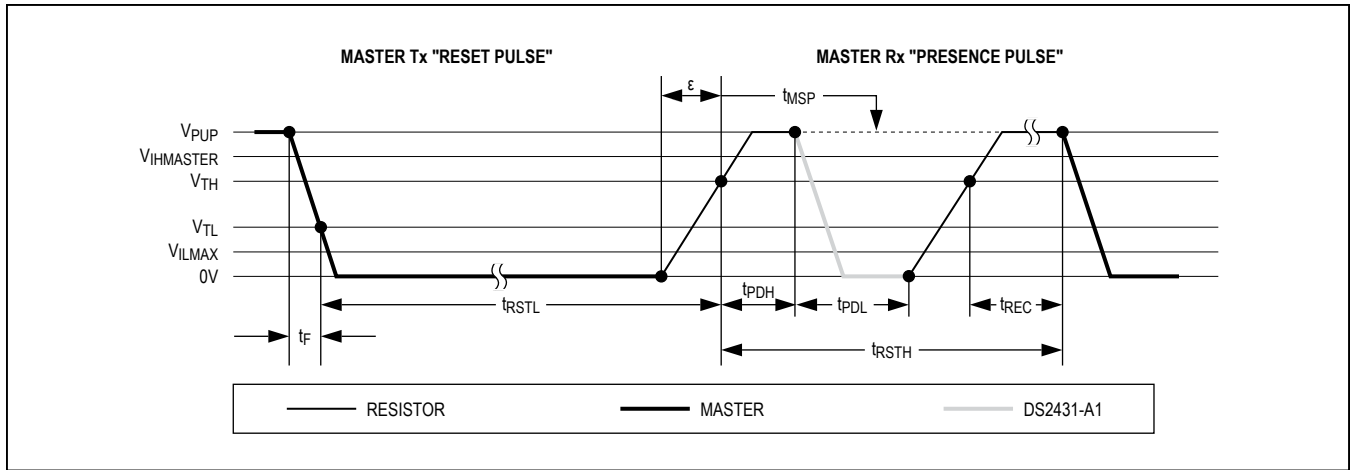 MASTER Tx "RESET PULSE" MASTER Rx "PRESENCE PULSE"
ε tMSP
VPUP
VIHMASTER
VTH
VTL
VILMAX
0V
tRSTL tPDH tPDL tREC
tF tRSTH
RESISTOR MASTER DS2431-A1